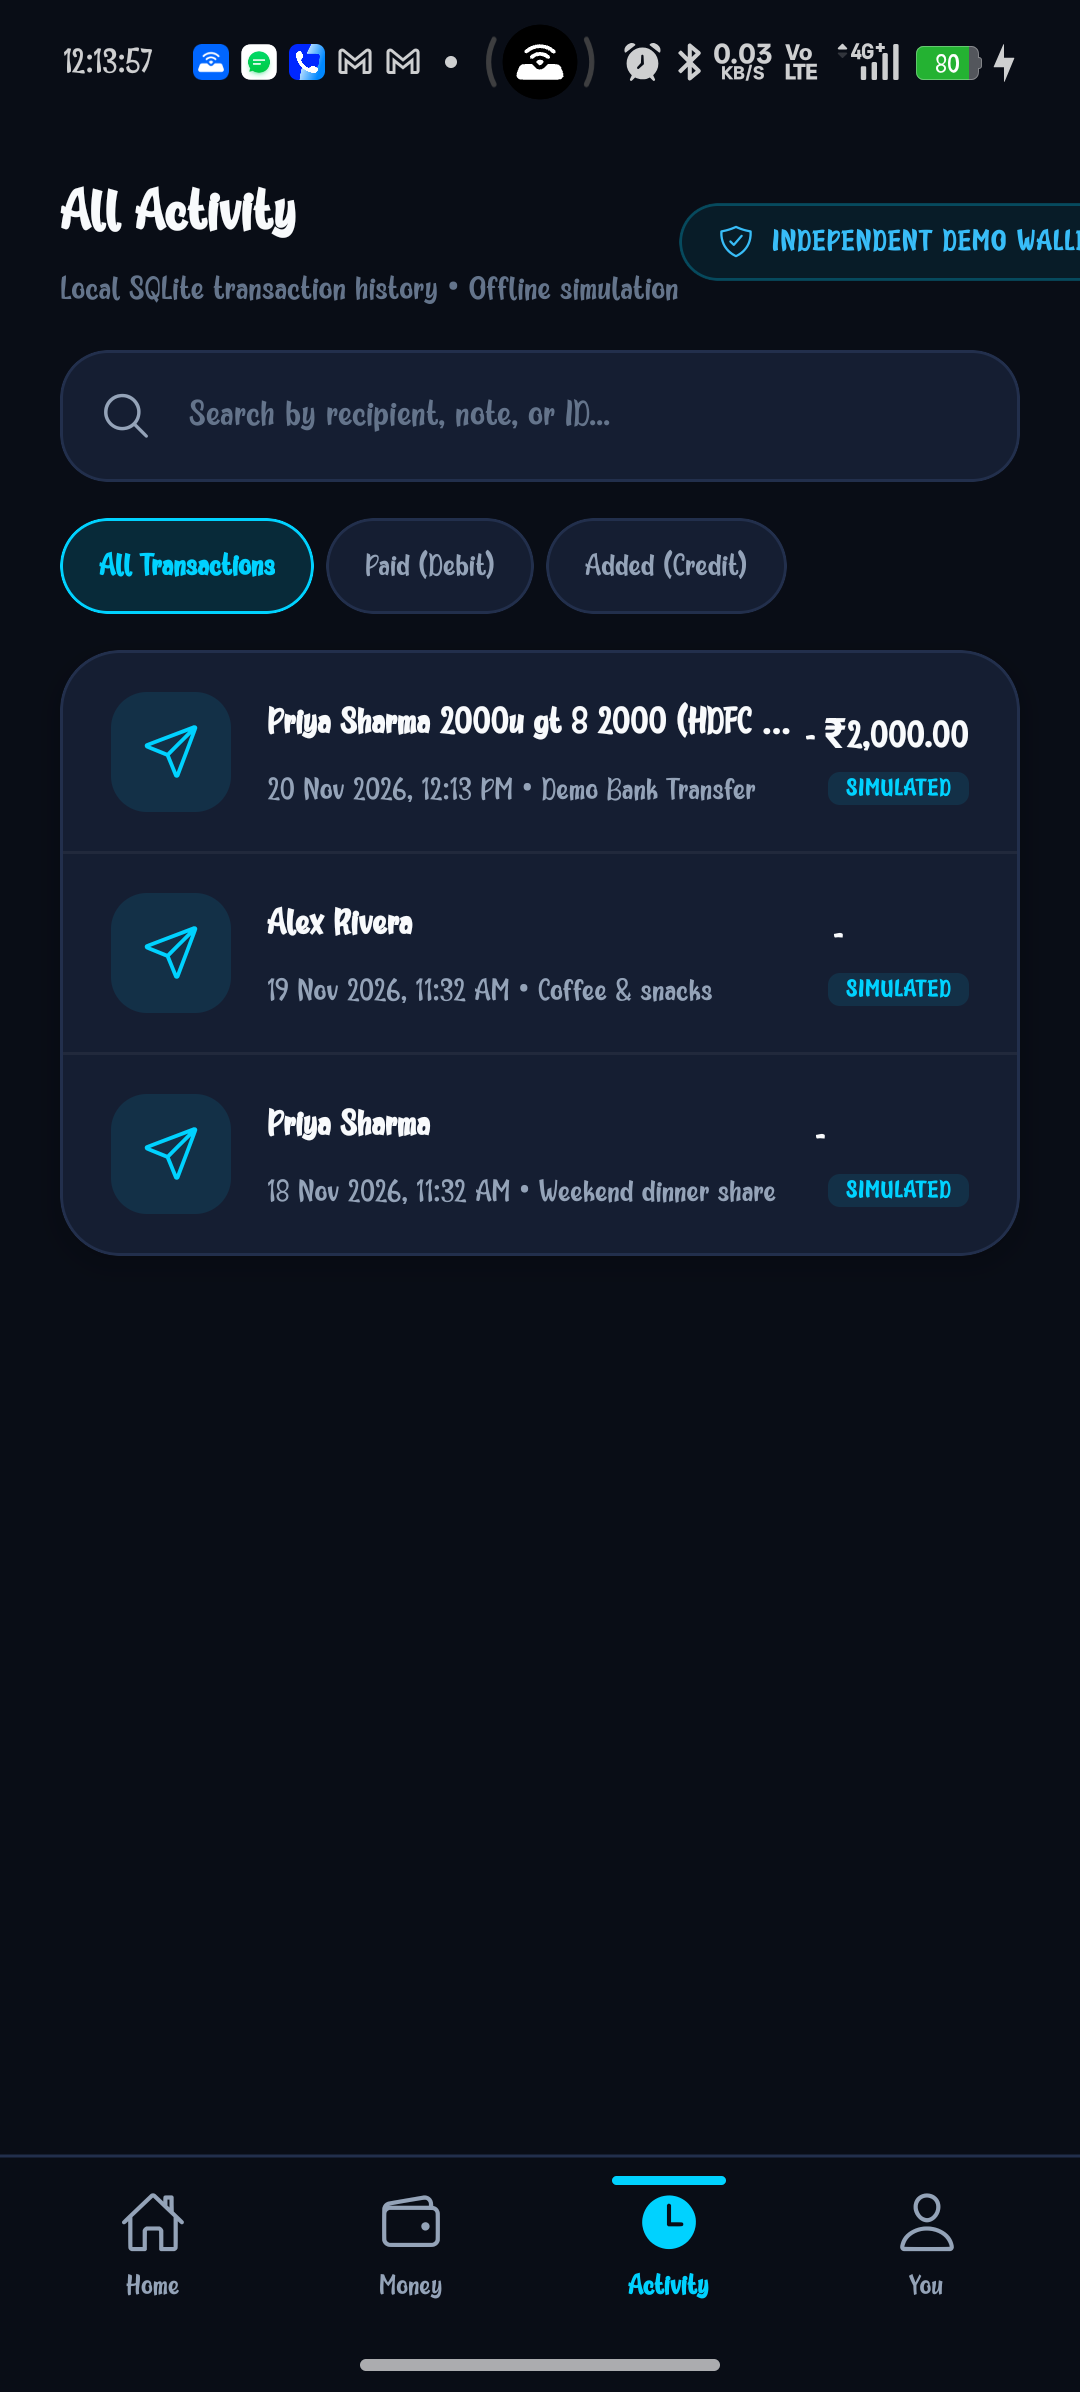 12:13:57
0.03 KB/S
Vo LTE
4G+
80
All Activity
INDEPENDENT DEMO
Local SQLite transaction history • Offline simulation
Search by recipient, note, or ID...
All Transactions
Paid (Debit)
Added (Credit)
Priya Sharma 2000u gt 8 2000 (HDFC ...
- ₹2,000.00
20 Nov 2026, 12:13 PM • Demo Bank Transfer
SIMULATED
Alex Rivera
-
19 Nov 2026, 11:32 AM • Coffee & snacks
SIMULATED
Priya Sharma
-
18 Nov 2026, 11:32 AM • Weekend dinner share
SIMULATED
Home
Money
Activity
You